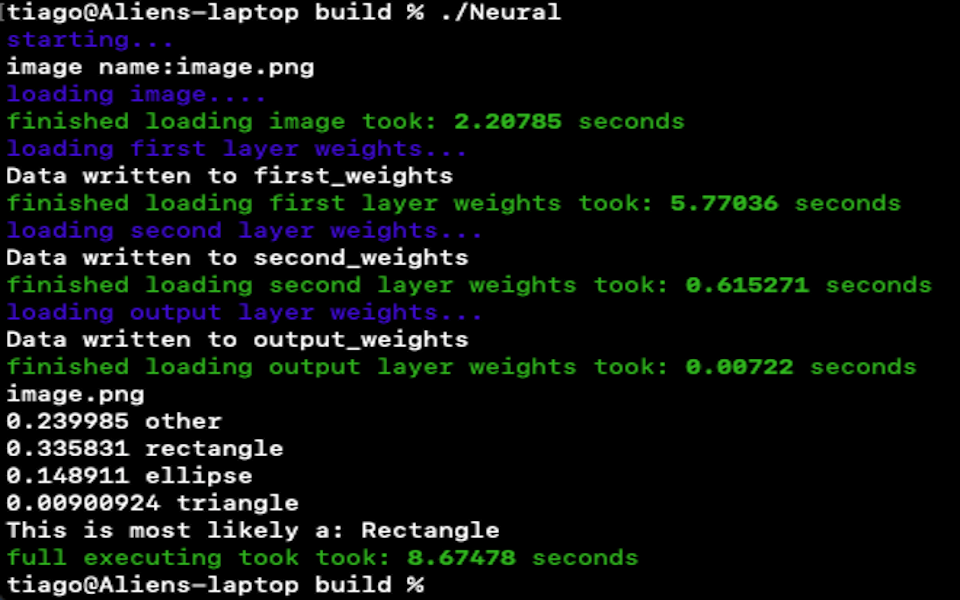 tiago@Aliens-laptop build % ./Neural
starting...
image name:image.png
loading image....
finished loading image took: 2.20785 seconds
loading first layer weights...
Data written to first_weights
finished loading first layer weights took: 5.77036 seconds
loading second layer weights...
Data written to second_weights
finished loading second layer weights took: 0.615271 seconds
loading output layer weights...
Data written to output_weights
finished loading output layer weights took: 0.00722 seconds
image.png
0.239985 other
0.335831 rectangle
0.148911 ellipse
0.00900924 triangle
This is most likely a: Rectangle
full executing took took: 8.67478 seconds
tiago@Aliens-laptop build %